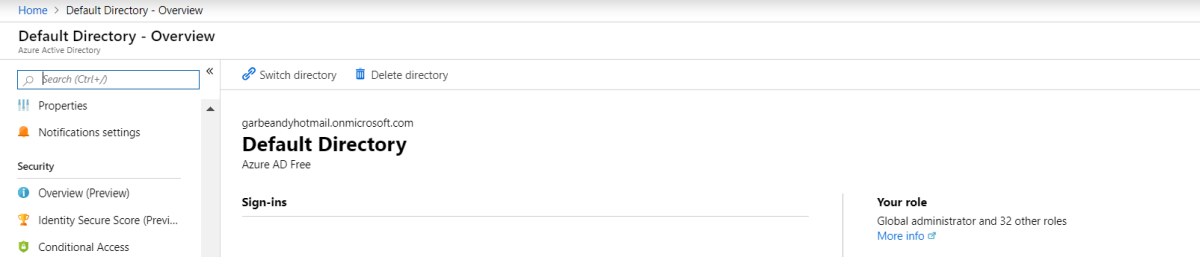 Home > Default Directory - Overview
Default Directory - Overview
Azure Active Directory
Search (Ctrl+/)
«
Properties
Notifications settings
Security
Overview (Preview)
Identity Secure Score (Previ...
Conditional Access
Switch directory
Delete directory
garbeandyhotmail.onmicrosoft.com
Default Directory
Azure AD Free
Sign-ins
Your role
Global administrator and 32 other roles
More info